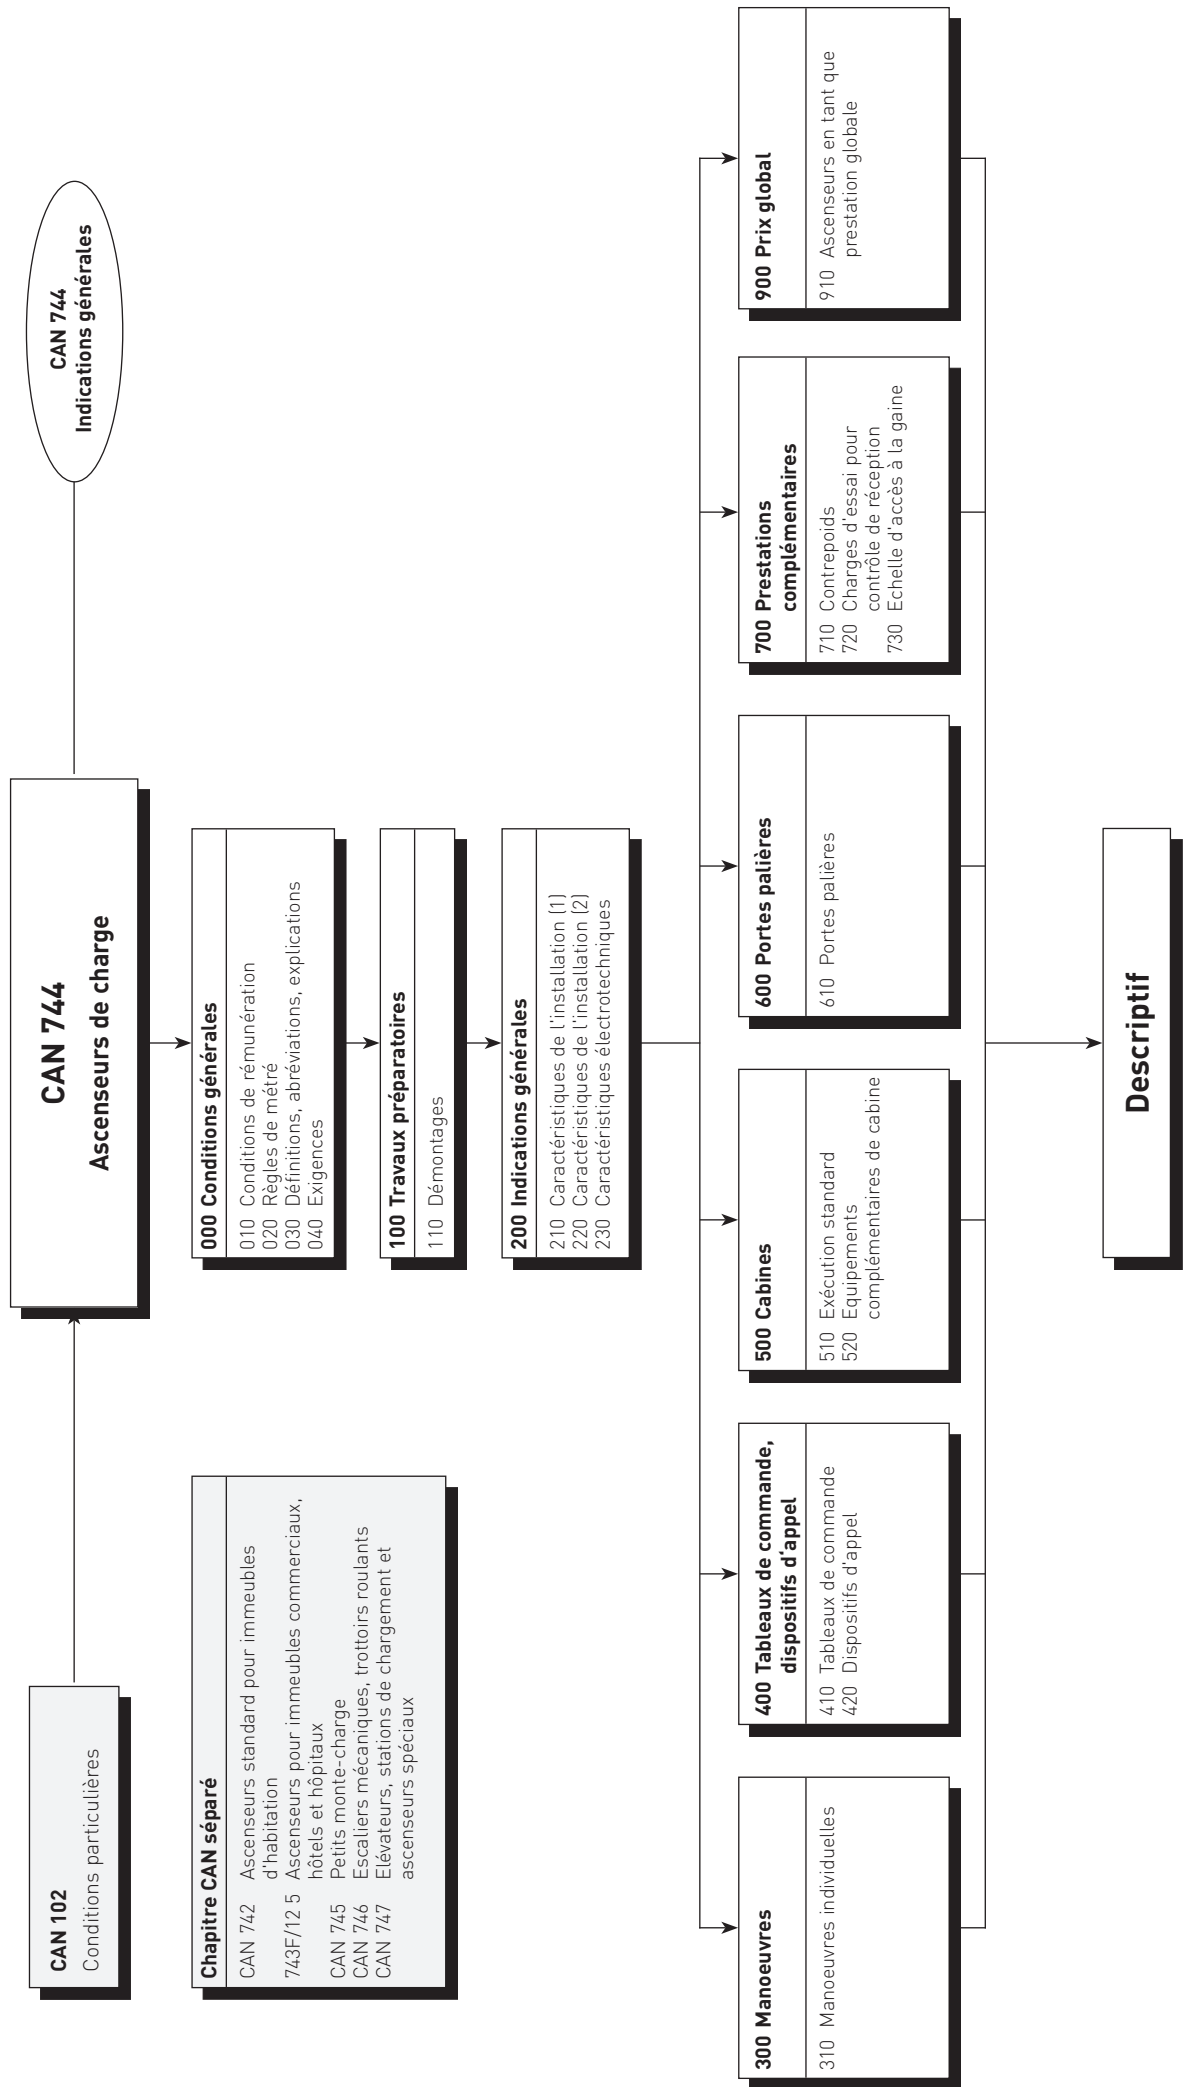 CAN 102
Conditions particulières
CAN 744
Ascenseurs de charge
CAN 744
Indications générales
Chapitre CAN séparé
CAN 742 Ascenseurs standard pour immeubles
d'habitation
743F/12 5 Ascenseurs pour immeubles commerciaux,
hôtels et hôpitaux
CAN 745 Petits monte-charge
CAN 746 Escaliers mécaniques, trottoirs roulants
CAN 747 Elévateurs, stations de chargement et
ascenseurs spéciaux
000 Conditions générales
010 Conditions de rémunération
020 Règles de métré
030 Définitions, abréviations, explications
040 Exigences
100 Travaux préparatoires
110 Démontages
200 Indications générales
210 Caractéristiques de l'installation (1)
220 Caractéristiques de l'installation (2)
230 Caractéristiques électrotechniques
300 Manoeuvres
310 Manoeuvres individuelles
400 Tableaux de commande,
dispositifs d'appel
410 Tableaux de commande
420 Dispositifs d'appel
500 Cabines
510 Exécution standard
520 Equipements
complémentaires de cabine
600 Portes palières
610 Portes palières
700 Prestations
complémentaires
710 Contrepoids
720 Charges d'essai pour
contrôle de réception
730 Echelle d'accès à la gaine
900 Prix global
910 Ascenseurs en tant que
prestation globale
Descriptif